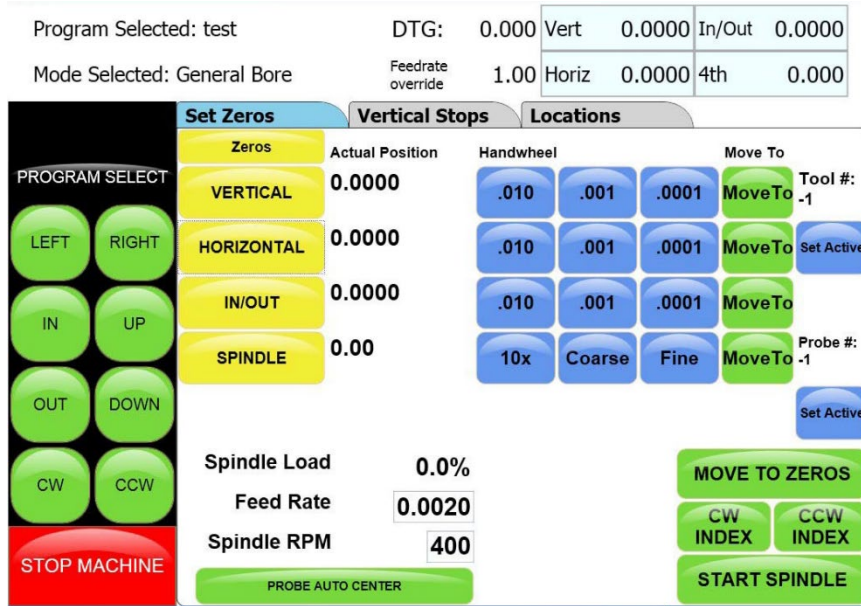 Program Selected: test DTG: 0.000 Vert 0.0000 In/Out 0.0000
Mode Selected: General Bore Feedrate override 1.00 Horiz 0.0000 4th 0.000
Set Zeros Vertical Stops Locations
Zeros Actual Position Handwheel Move To
PROGRAM SELECT
VERTICAL 0.0000 .010 .001 .0001 MoveTo Tool #: -1
LEFT RIGHT
HORIZONTAL 0.0000 .010 .001 .0001 MoveTo Set Active
IN/OUT 0.0000 .010 .001 .0001 MoveTo
IN UP
SPINDLE 0.00 10x Coarse Fine MoveTo Probe #: -1
OUT DOWN
Set Active
Spindle Load 0.0%
MOVE TO ZEROS
CW CCW
Feed Rate 0.0020
CW INDEX CCW INDEX
Spindle RPM 400
STOP MACHINE
PROBE AUTO CENTER
START SPINDLE